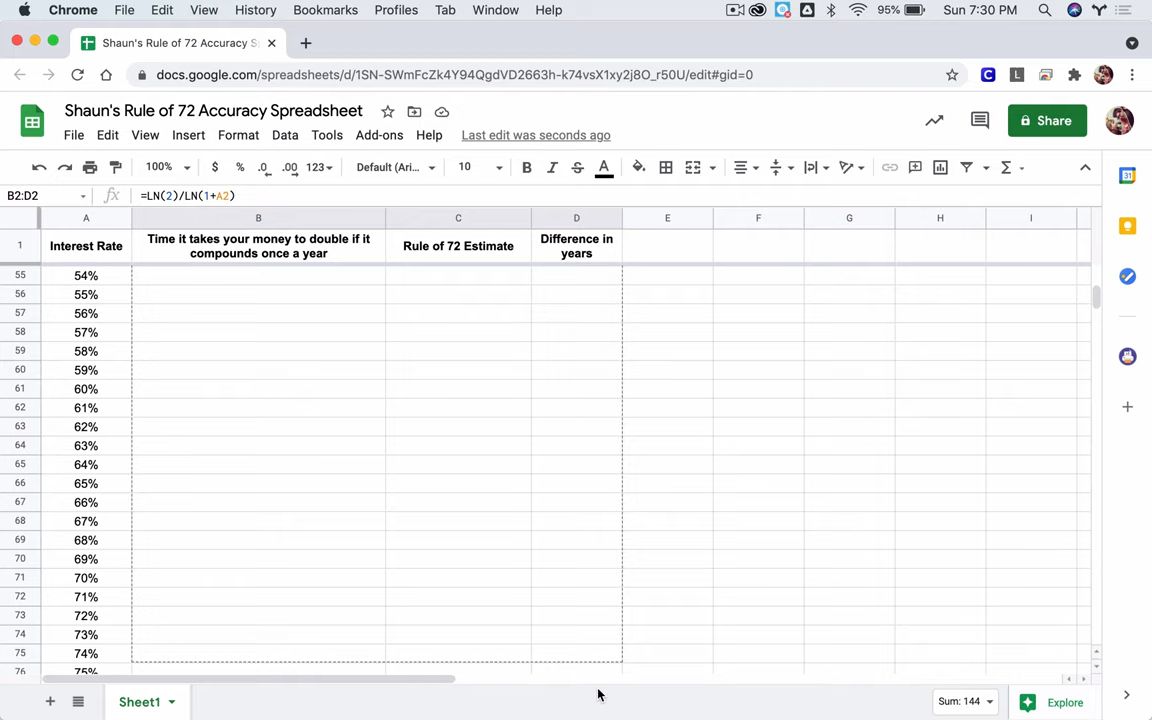 Chrome File Edit View History Bookmarks Profiles Tab Window Help 95% Sun 7:30 PM
Shaun's Rule of 72 Accuracy S
docs.google.com/spreadsheets/d/1SN-SWmFcZk4Y94QgdVD2663h-k74vsX1xy2j8O_r50U/edit#gid=0
Shaun's Rule of 72 Accuracy Spreadsheet
File Edit View Insert Format Data Tools Add-ons Help Last edit was seconds ago
Share
100% $ % .0 .00 123 Default (Ari... 10 B I S A
B2:D2 fx =LN(2)/LN(1+A2)
A B C D E F G H I
1 Interest Rate Time it takes your money to double if it compounds once a year Rule of 72 Estimate Difference in years
55 54%
56 55%
57 56%
58 57%
59 58%
60 59%
61 60%
62 61%
63 62%
64 63%
65 64%
66 65%
67 66%
68 67%
69 68%
70 69%
71 70%
72 71%
73 72%
74 73%
75 74%
76 75%
Sheet1 Sum: 144 Explore